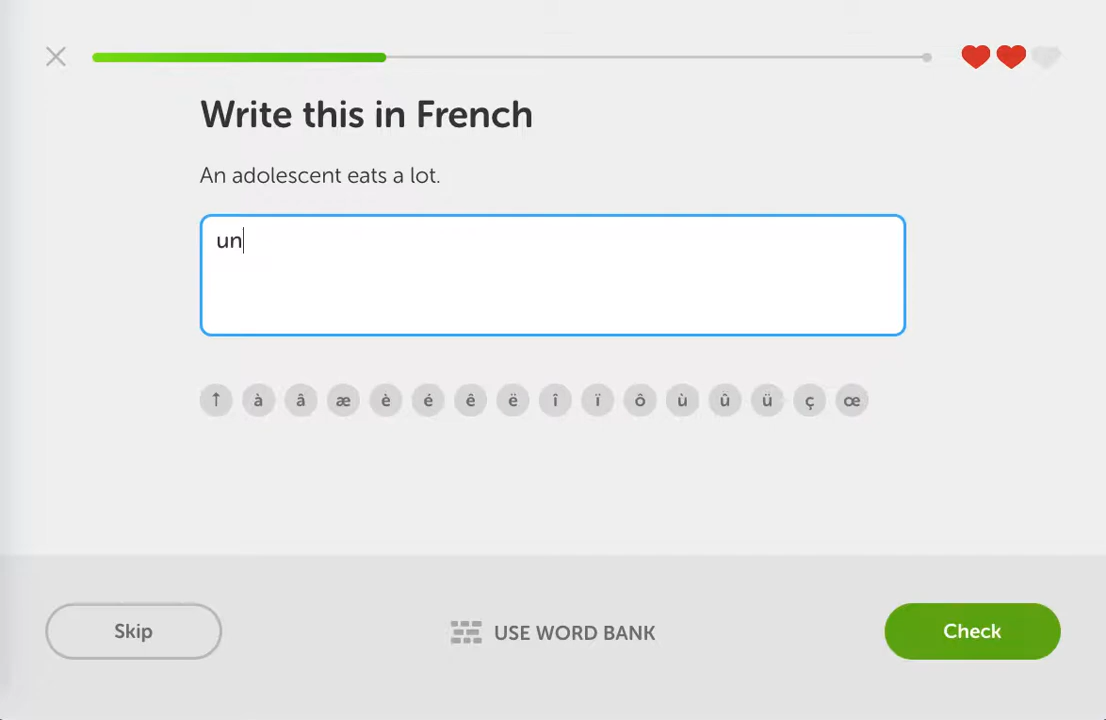 Write this in French
An adolescent eats a lot.
un
↑ à â æ è é ê ë î ï ô ù û ü ç œ
Skip
USE WORD BANK
Check